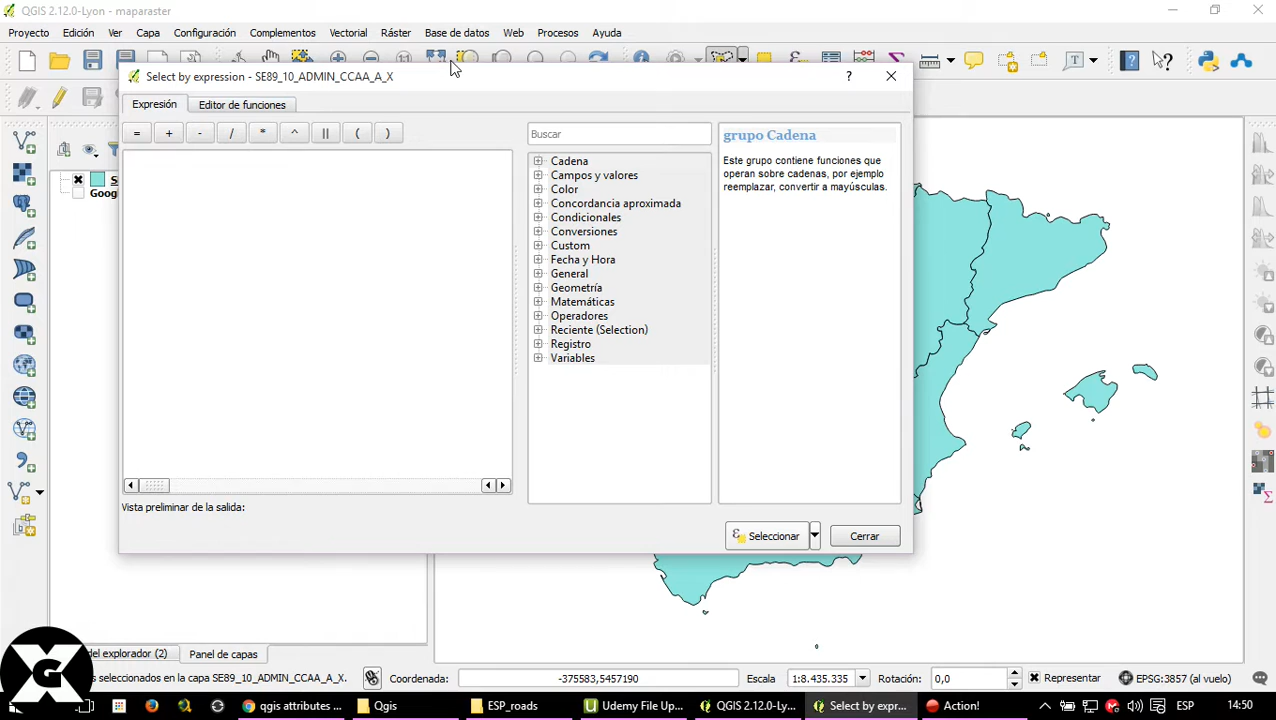 QGIS 2.12.0-Lyon - maparaster
Proyecto Edición Ver Capa Configuración Complementos Vectorial Ráster Base de datos Web Procesos Ayuda
Select by expression - SE89_10_ADMIN_CCAA_A_X
Expresión Editor de funciones
= + - / * ^ || ( )
Buscar
Cadena
Campos y valores
Color
Concordancia aproximada
Condicionales
Conversiones
Custom
Fecha y Hora
General
Geometría
Matemáticas
Operadores
Reciente (Selection)
Registro
Variables
grupo Cadena
Este grupo contiene funciones que
operan sobre cadenas, por ejemplo
reemplazar, convertir a mayúsculas.
S
Goog
Vista preliminar de la salida:
Seleccionar Cerrar
del explorador (2) Panel de capas
s seleccionados en la capa SE89_10_ADMIN_CCAA_A_X. Coordenada: -375583,5457190 Escala 1:8.435.335 Rotación: 0,0 Representar EPSG:3857 (al vuelo)
XG
qgis attributes ... Qgis ESP_roads Udemy File Up... QGIS 2.12.0-Ly... Select by expr... Action! ESP 14:50